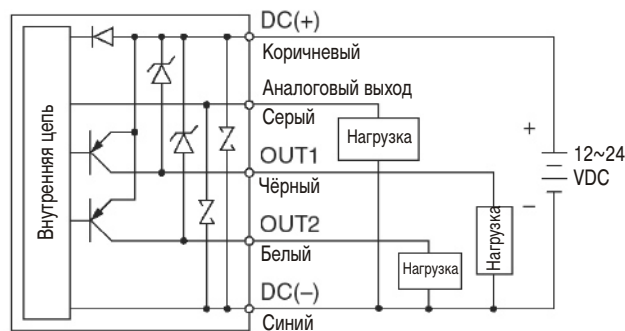 DC(+)
Коричневый
Аналоговый выход
Серый
Нагрузка
OUT1
Чёрный
OUT2
Белый
Нагрузка
Нагрузка
DC(–)
Синий
Внутренняя цепь
+
12~24
VDC
–